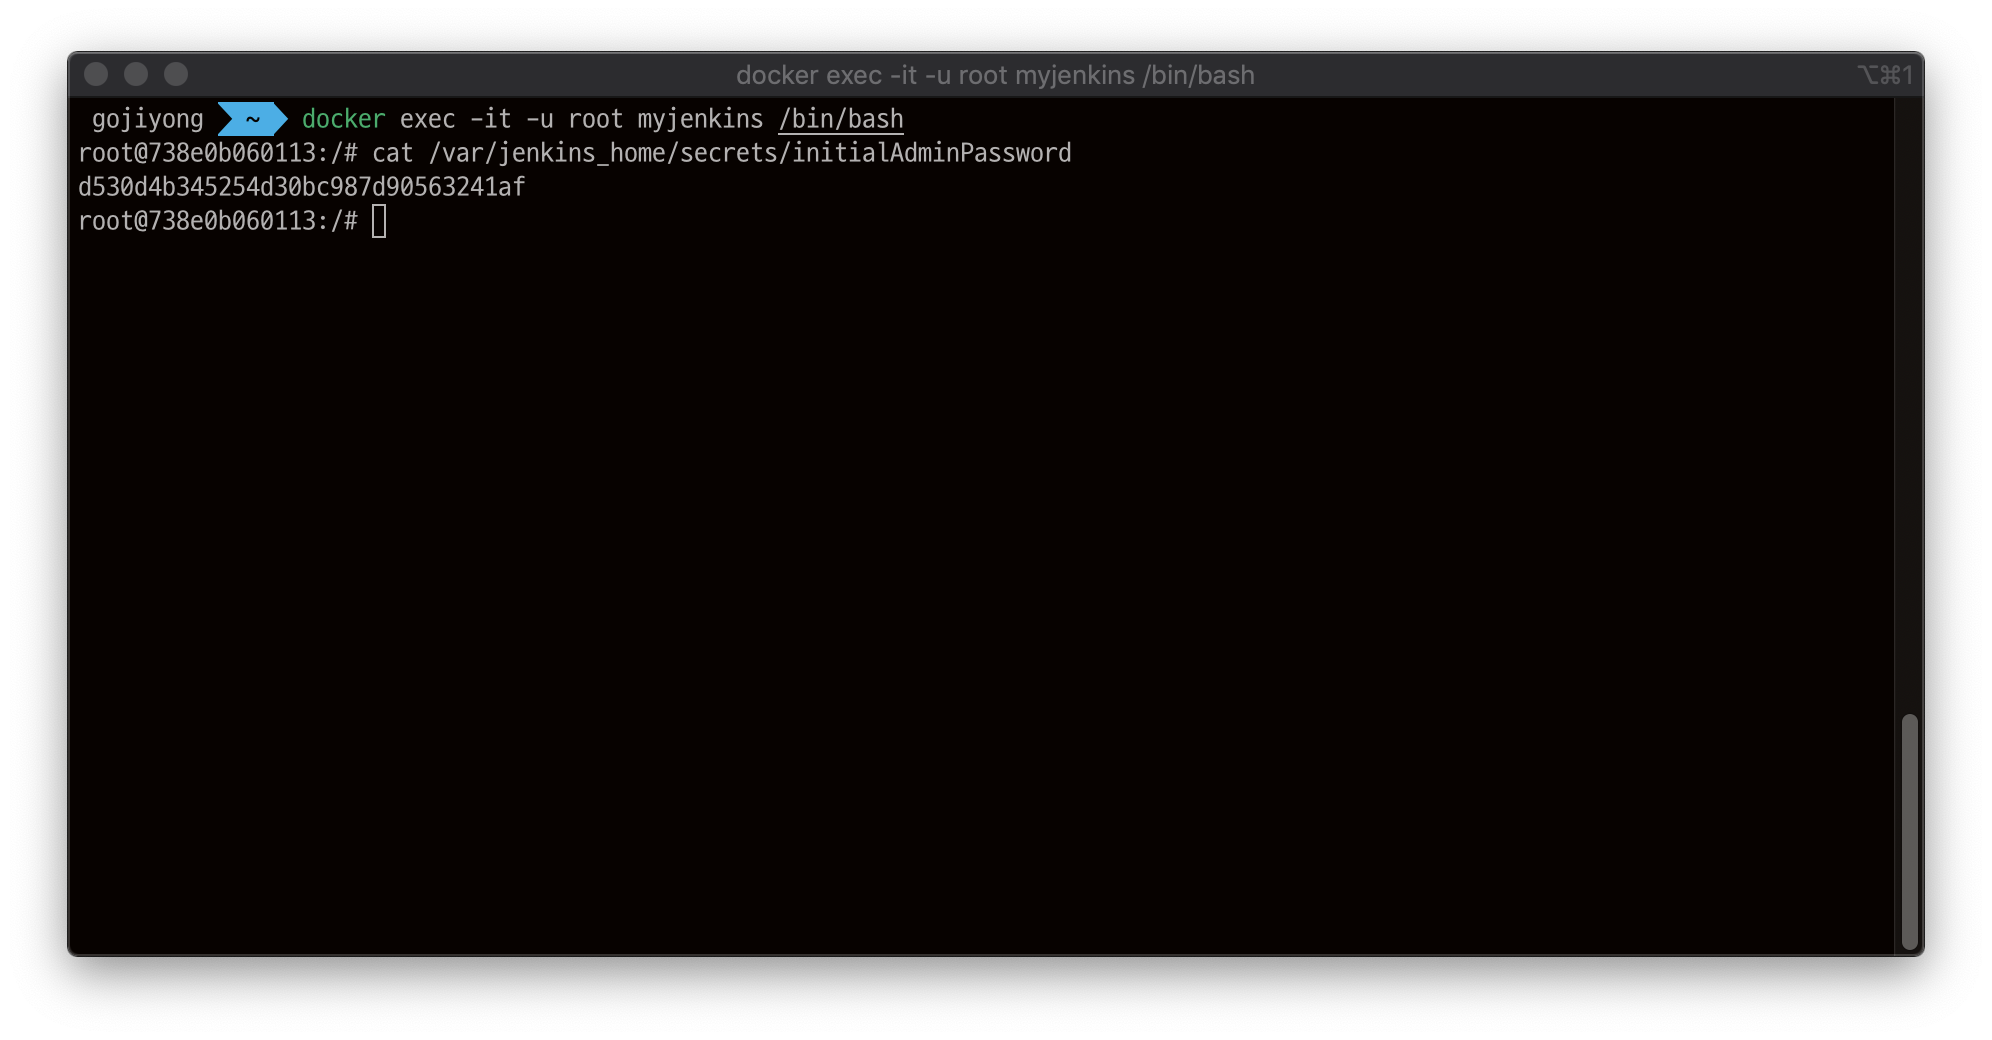 docker exec -it -u root myjenkins /bin/bash
⌥⌘1
gojiyong ~ docker exec -it -u root myjenkins /bin/bash
root@738e0b060113:/# cat /var/jenkins_home/secrets/initialAdminPassword
d530d4b345254d30bc987d90563241af
root@738e0b060113:/#